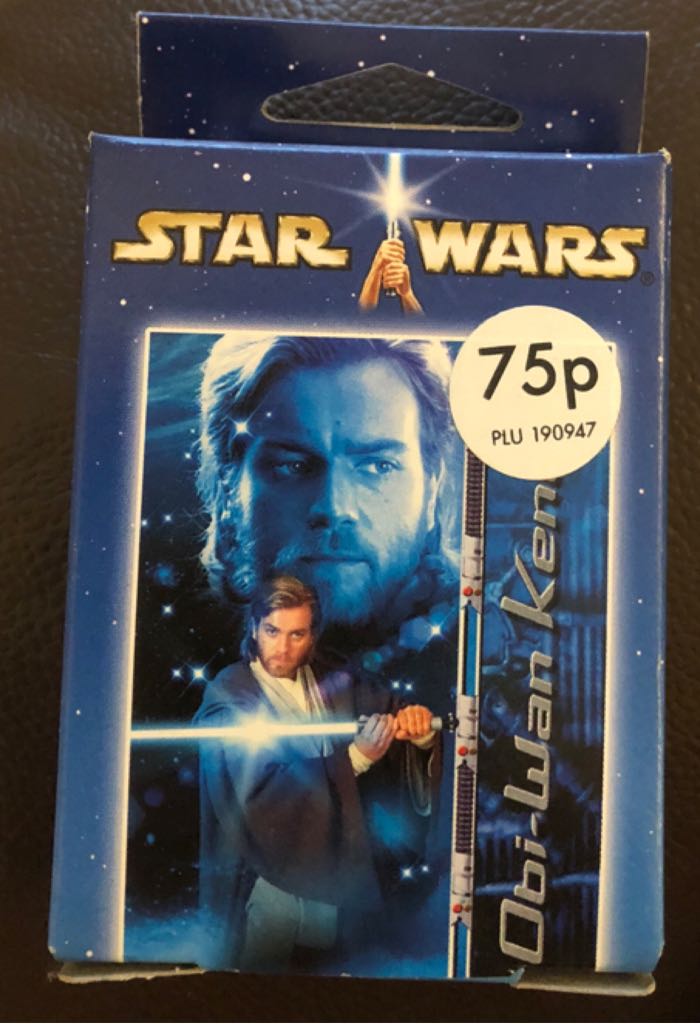 STAR WARS®
75p
PLU 190947
Obi-Wan Ken